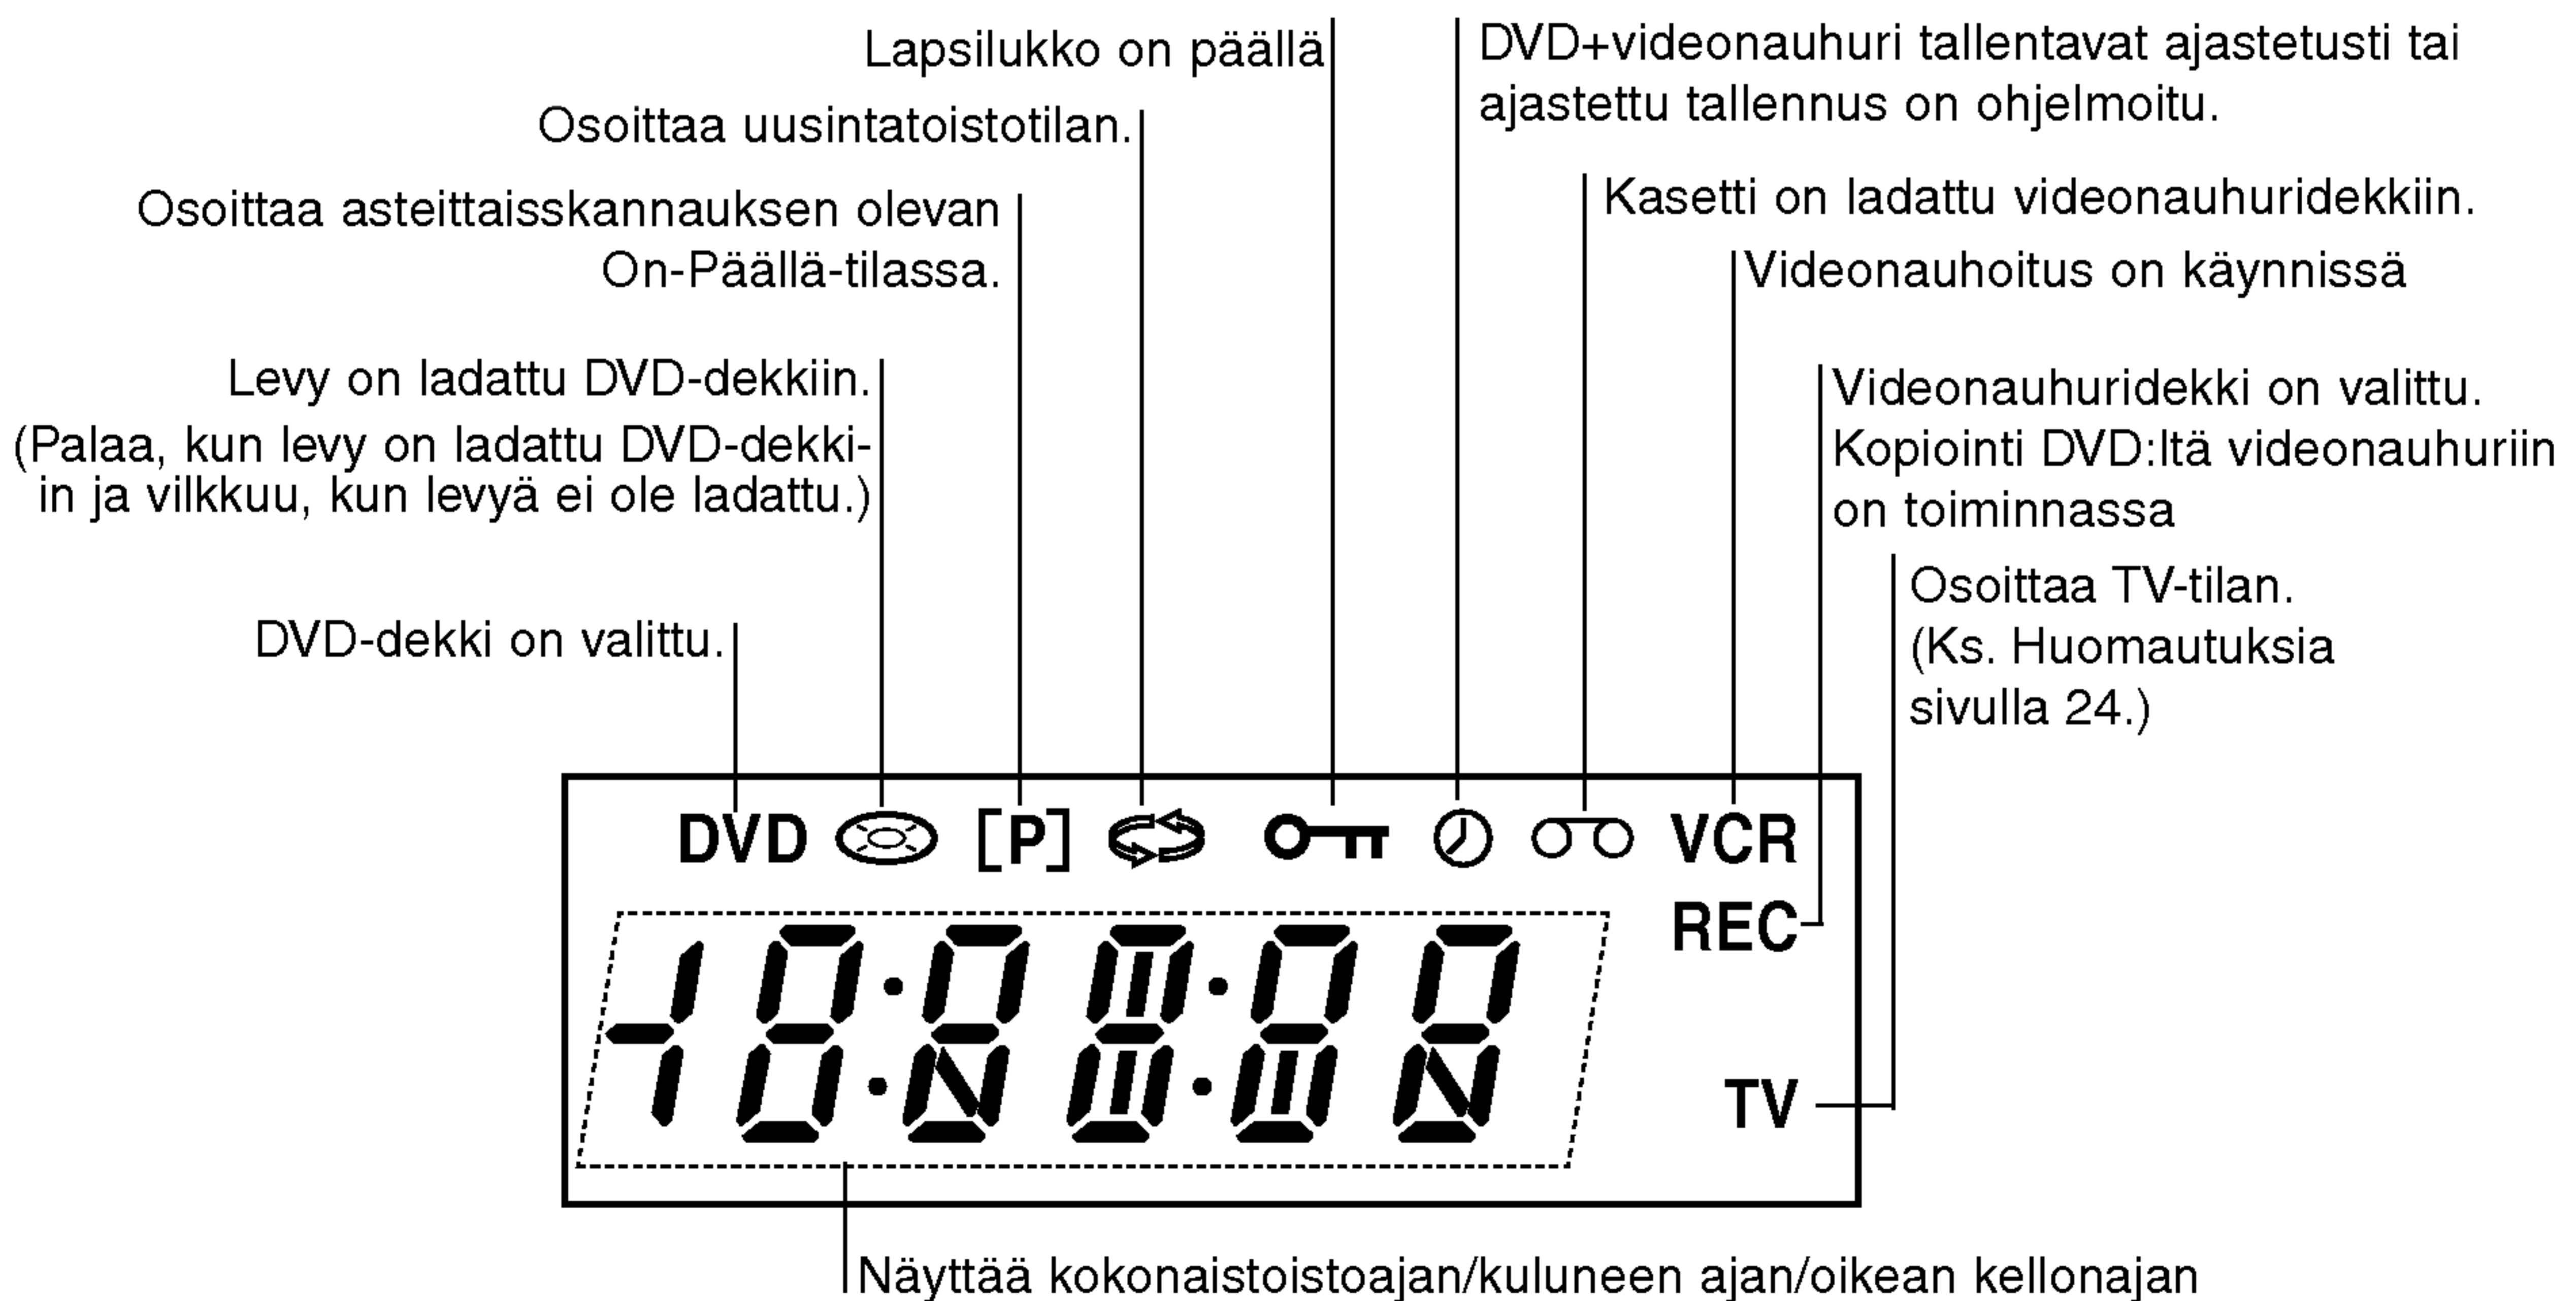 Lapsilukko on päällä
DVD+videonauhuri tallentavat ajastetusti tai
ajastettu tallennus on ohjelmoitu.
Osoittaa uusintatoistotilan.
Kasetti on ladattu videonauhuridekkiin.
Osoittaa asteittaisskannauksen olevan
On-Päällä-tilassa.
Videonauhoitus on käynnissä
Levy on ladattu DVD-dekkiin.
(Palaa, kun levy on ladattu DVD-dekki-
in ja vilkkuu, kun levyä ei ole ladattu.)
Videonauhuridekki on valittu.
Kopiointi DVD:ltä videonauhuriin
on toiminnassa
Osoittaa TV-tilan.
(Ks. Huomautuksia
sivulla 24.)
DVD-dekki on valittu.
DVD [P] VCR
REC
TV
Näyttää kokonaistoistoajan/kuluneen ajan/oikean kellonajan